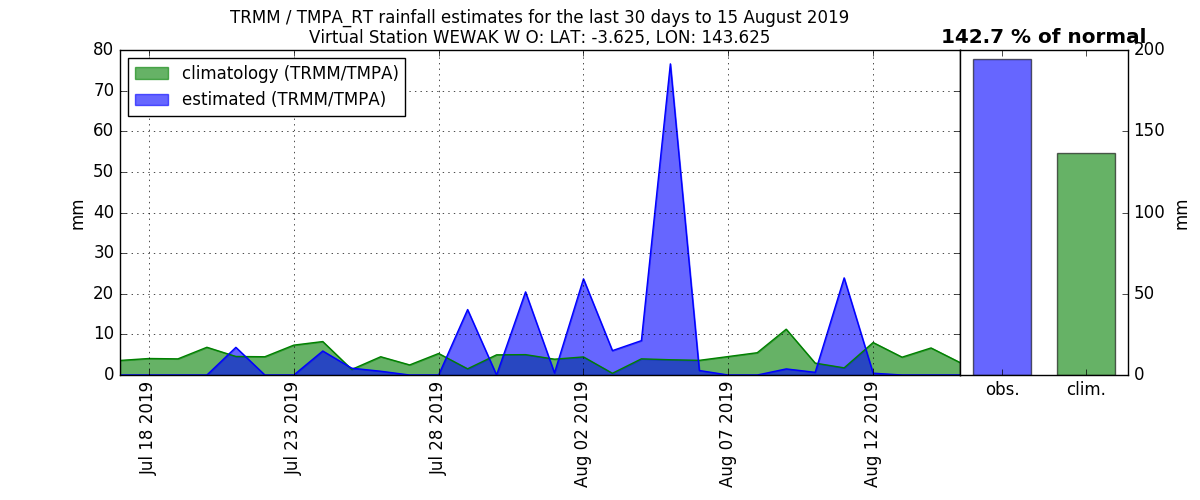 TRMM / TMPA_RT rainfall estimates for the last 30 days to 15 August 2019
Virtual Station WEWAK W O: LAT: -3.625, LON: 143.625
142.7 % of normal
climatology (TRMM/TMPA)
estimated (TRMM/TMPA)
80
70
60
50
40
30
20
10
0
mm
200
150
100
50
0
mm
Jul 18 2019
Jul 23 2019
Jul 28 2019
Aug 02 2019
Aug 07 2019
Aug 12 2019
obs.
clim.